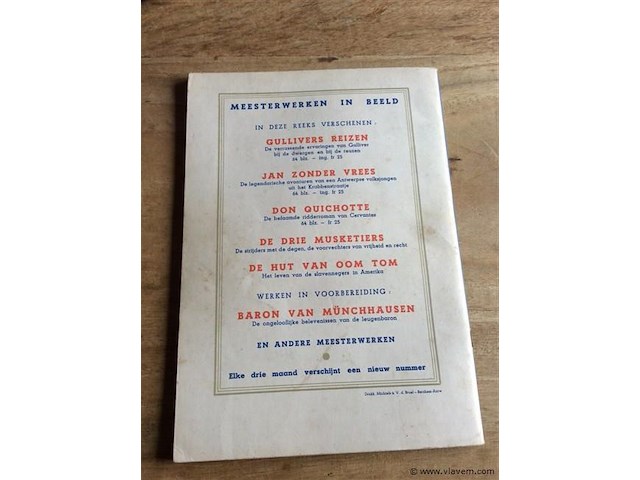 MEESTERWERKEN IN BEELD
IN DEZE REEKS VERSCHENEN :
GULLIVERS REIZEN
De verrassende ervaringen van Gulliver
bij de dwergen en bij de reuzen
64 blz. – ing. fr 25
JAN ZONDER VREES
De legendarische avonturen van een Antwerpse volksjongen
uit het Krabbenstraatje
64 blz. – ing. fr 25
DON QUICHOTTE
De befaamde ridderroman van Cervantes
64 blz. – fr 25
DE DRIE MUSKETIERS
De strijders met de degen, de voorvechters van vrijheid en recht
DE HUT VAN OOM TOM
Het leven van de slavennegers in Amerika
WERKEN IN VOORBEREIDING :
BARON VAN MÜNCHHAUSEN
De ongelooflijke belevenissen van de leugenbaron
EN ANDERE MEESTERWERKEN
Elke drie maand verschijnt een nieuw nummer
Druk. Michiels & V. d. Broel –
© www.vlavem.com